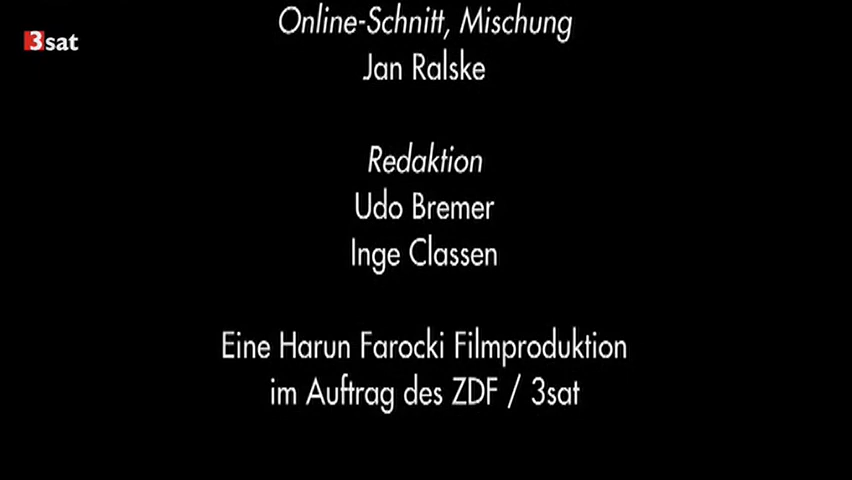 3sat
Online-Schnitt, Mischung
Jan Ralske
Redaktion
Udo Bremer
Inge Classen
Eine Harun Farocki Filmproduktion
im Auftrag des ZDF / 3sat